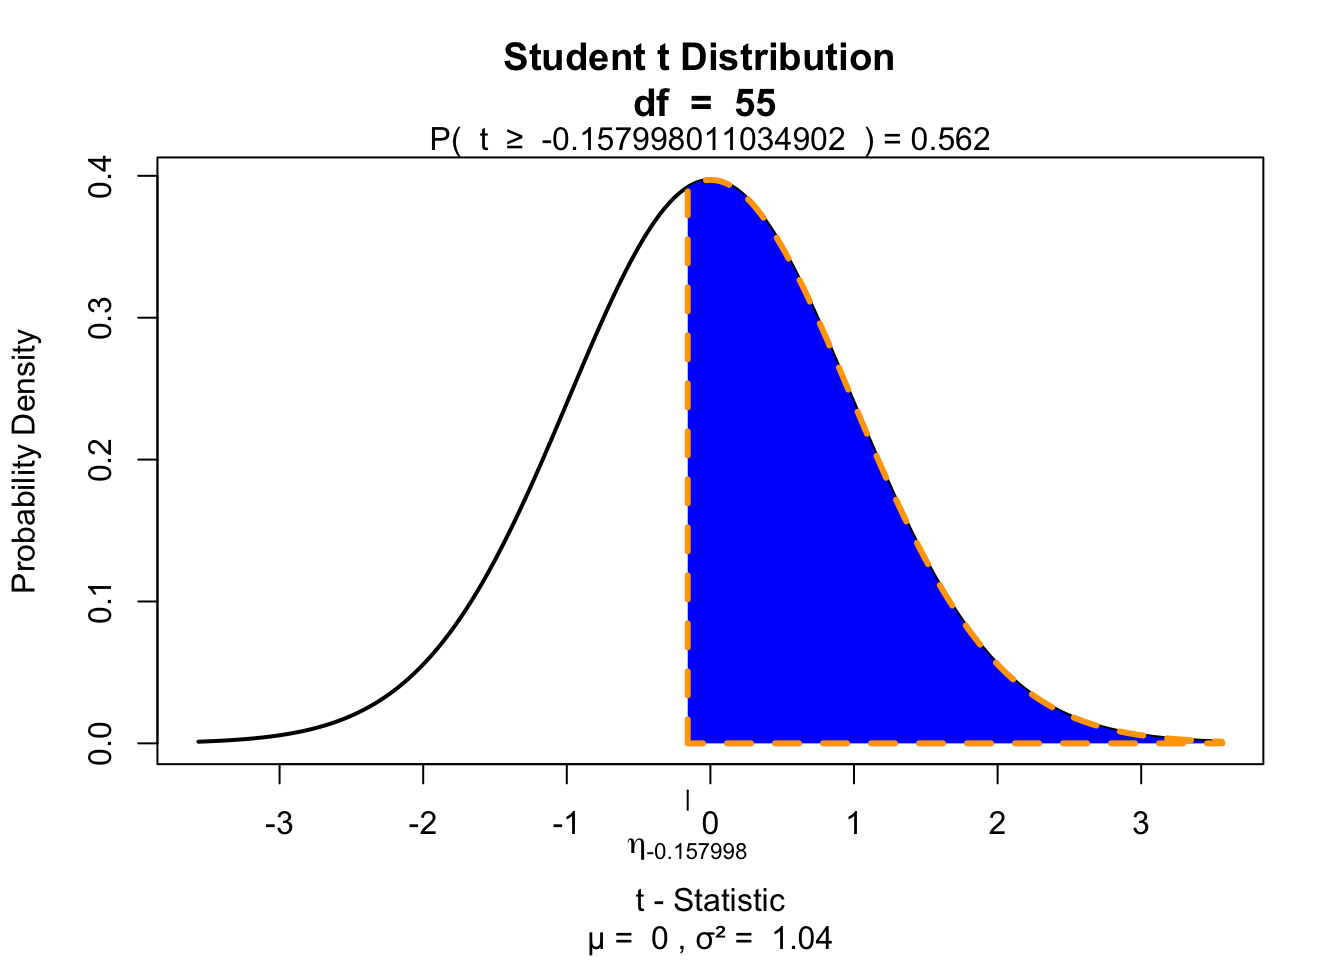 Student t Distribution
df = 55
P( t ≥ -0.157998011034902 ) = 0.562
Probability Density
0.4
0.3
0.2
0.1
0.0
-3 -2 -1 0 1 2 3
η-0.157998
t - Statistic
μ = 0 , σ² = 1.04